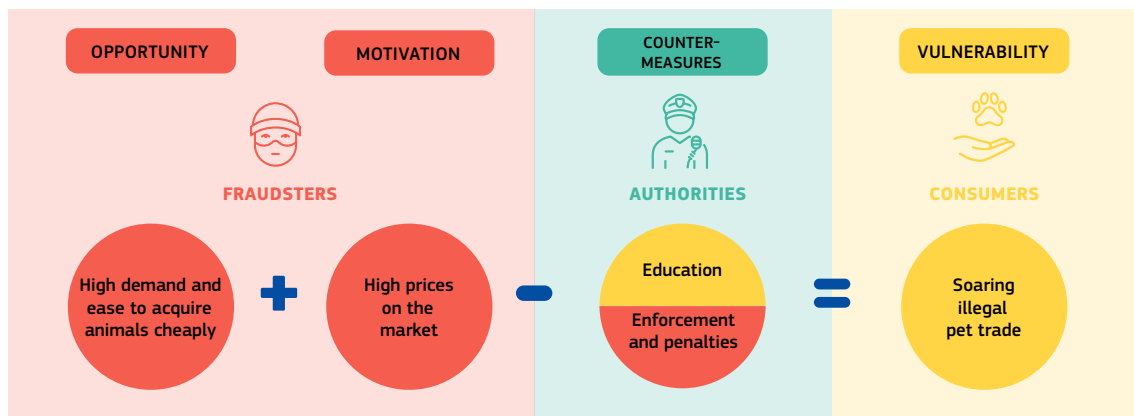 OPPORTUNITY
MOTIVATION
COUNTER-
MEASURES
VULNERABILITY
FRAUDSTERS
AUTHORITIES
CONSUMERS
High demand and
ease to acquire
animals cheaply
High prices
on the
market
Education
Enforcement
and penalties
Soaring
illegal
pet trade